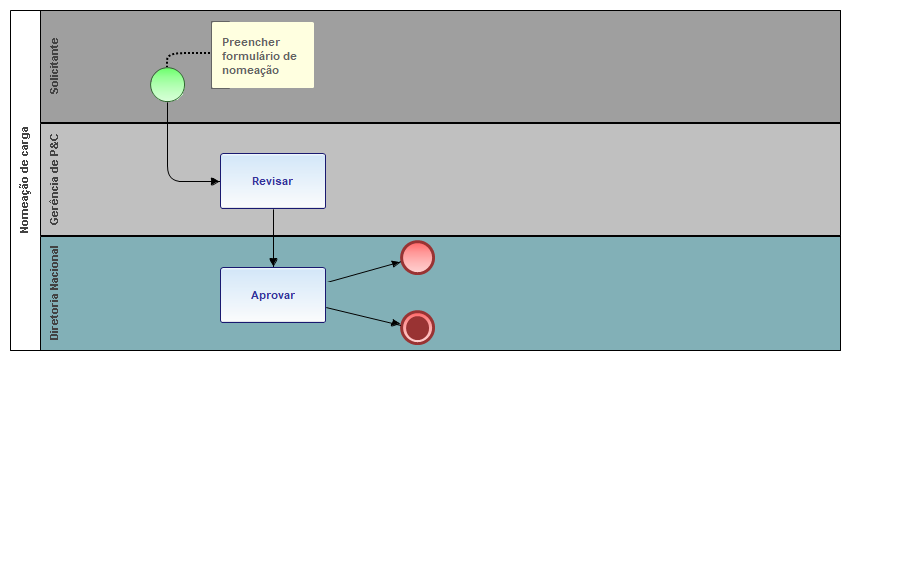 Nomeação de carga
Solicitante
Preencher
formulário de
nomeação
Gerência de P&C
Revisar
Diretoria Nacional
Aprovar